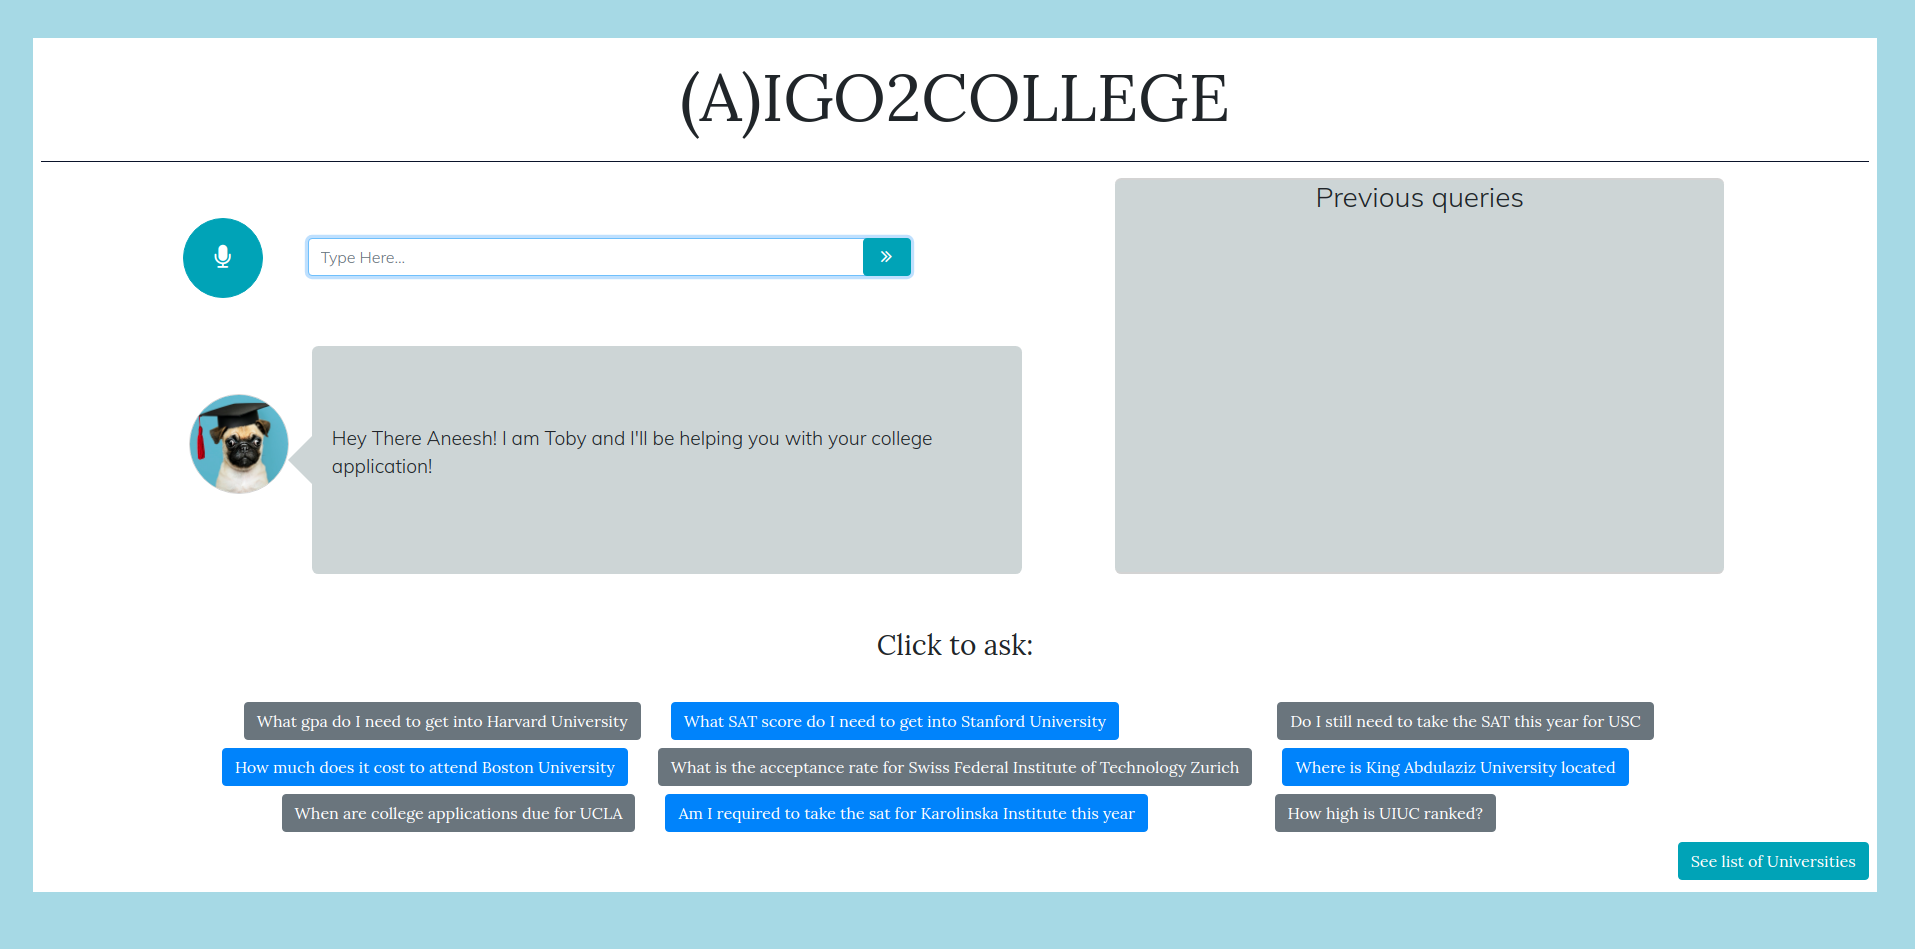 (A)IGO2COLLEGE
Type Here...
Previous queries
Hey There Aneesh! I am Toby and I'll be helping you with your college
application!
Click to ask:
What gpa do I need to get into Harvard University
What SAT score do I need to get into Stanford University
Do I still need to take the SAT this year for USC
How much does it cost to attend Boston University
What is the acceptance rate for Swiss Federal Institute of Technology Zurich
Where is King Abdulaziz University located
When are college applications due for UCLA
Am I required to take the sat for Karolinska Institute this year
How high is UIUC ranked?
See list of Universities